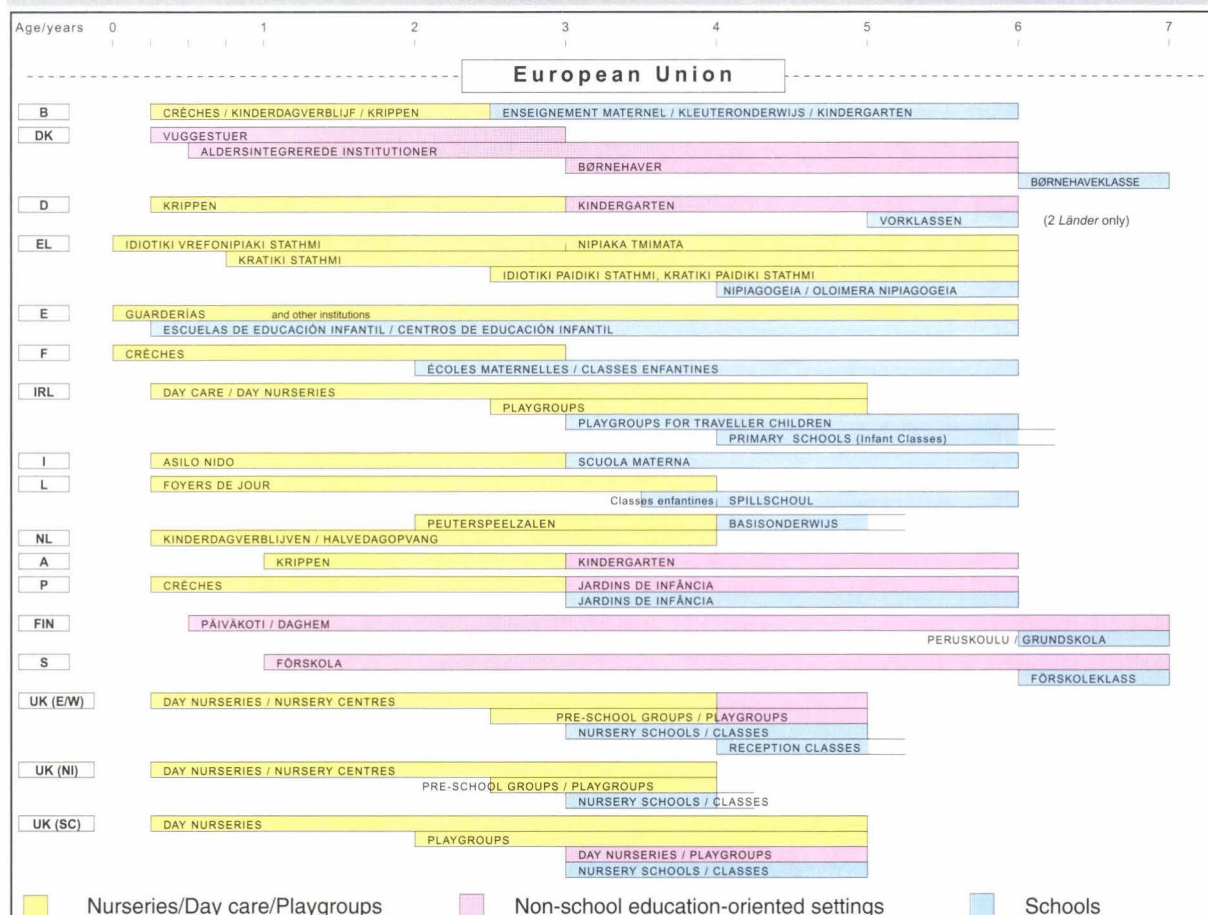 Age/years 0 1 2 3 4 5 6 7
European Union
B CRÈCHES / KINDERDAGVERBLIJF / KRIPPEN ENSEIGNEMENT MATERNEL / KLEUTERONDERWIJS / KINDERGARTEN
DK VUGGESTUER
ALDERSINTEGREREDE INSTITUTIONER
BØRNEHAVER
BØRNEHAVEKLASSE
D KRIPPEN KINDERGARTEN
VORKLASSEN (2 Länder only)
EL IDIOTIKI VREFONIPIAKI STATHMI NIPIAKA TMIMATA
KRATIKI STATHMI
IDIOTIKI PAIDIKI STATHMI, KRATIKI PAIDIKI STATHMI
NIPIAGOGEIA / OLOIMERA NIPIAGOGEIA
E GUARDERÍAS and other institutions
ESCUELAS DE EDUCACIÓN INFANTIL / CENTROS DE EDUCACIÓN INFANTIL
F CRÈCHES
ÉCOLES MATERNELLES / CLASSES ENFANTINES
IRL DAY CARE / DAY NURSERIES
PLAYGROUPS
PLAYGROUPS FOR TRAVELLER CHILDREN
PRIMARY SCHOOLS (Infant Classes)
I ASILO NIDO SCUOLA MATERNA
L FOYERS DE JOUR
Classes enfantines SPILLSCHOUL
PEUTERSPEELZALEN BASISONDERWIJS
NL KINDERDAGVERBLIJVEN / HALVEDAGOPVANG
A KRIPPEN KINDERGARTEN
P CRÈCHES JARDINS DE INFÂNCIA
JARDINS DE INFÂNCIA
FIN PÄIVÄKOTI / DAGHEM
PERUSKOULU / GRUNDSKOLA
S FÖRSKOLA
FÖRSKOLEKLASS
UK (E/W) DAY NURSERIES / NURSERY CENTRES
PRE-SCHOOL GROUPS / PLAYGROUPS
NURSERY SCHOOLS / CLASSES
RECEPTION CLASSES
UK (NI) DAY NURSERIES / NURSERY CENTRES
PRE-SCHOOL GROUPS / PLAYGROUPS
NURSERY SCHOOLS / CLASSES
UK (SC) DAY NURSERIES
PLAYGROUPS
DAY NURSERIES / PLAYGROUPS
NURSERY SCHOOLS / CLASSES
Nurseries/Day care/Playgroups Non-school education-oriented settings Schools